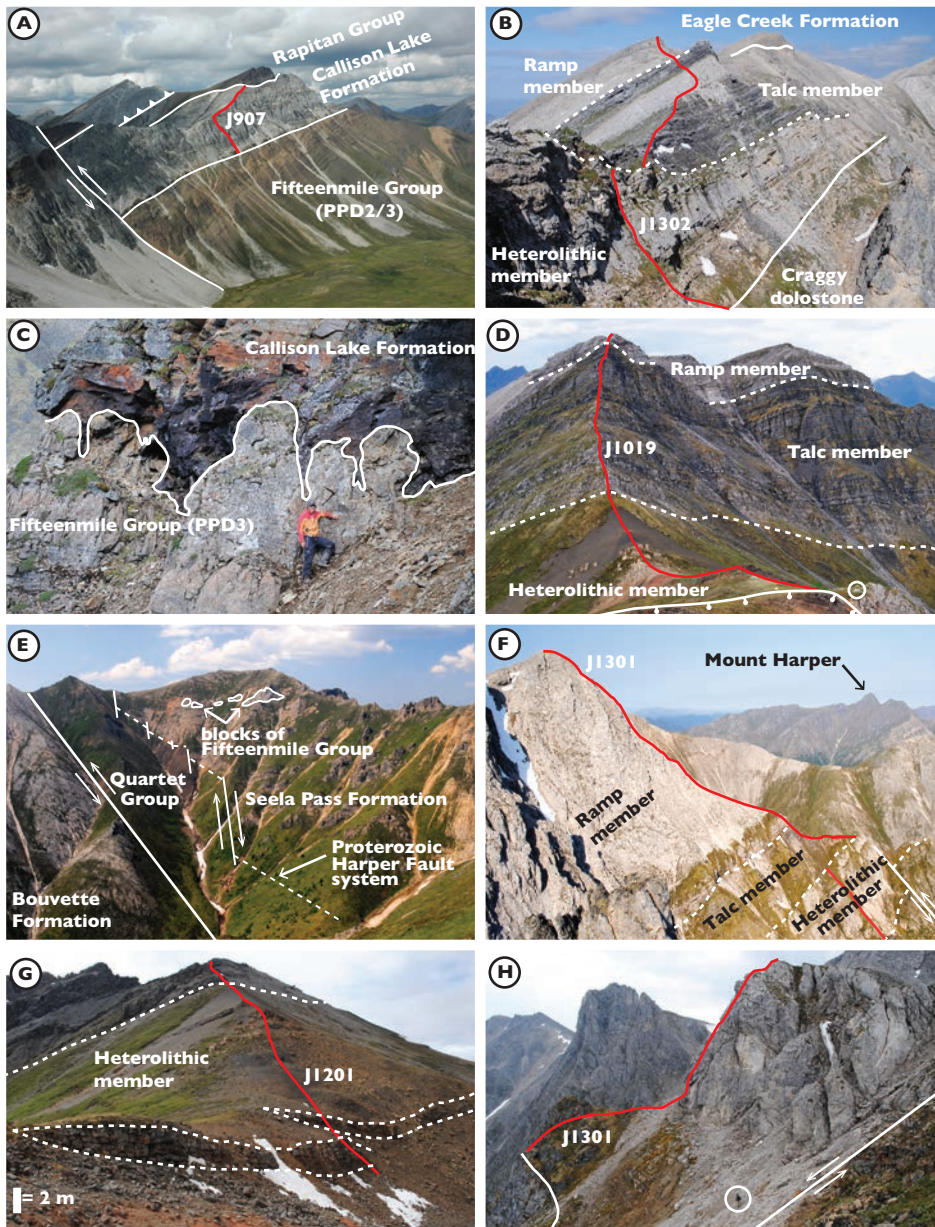 A
Rapitan Group
Callison Lake
Formation
J907
Fifteenmile Group
(PPD2/3)
B
Eagle Creek Formation
Ramp
member
Talc member
J1302
Heterolithic
member
Craggy
dolostone
C
Callison Lake Formation
Fifteenmile Group (PPD3)
D
Ramp member
J1019
Talc member
Heterolithic member
E
blocks of
Fifteenmile Group
Quartet
Group
Seela Pass Formation
Proterozoic
Harper Fault
system
Bouvette
Formation
F
J1301
Mount Harper
Ramp
member
Talc member
Heterolithic
member
G
Heterolithic
member
J1201
= 2 m
H
J1301